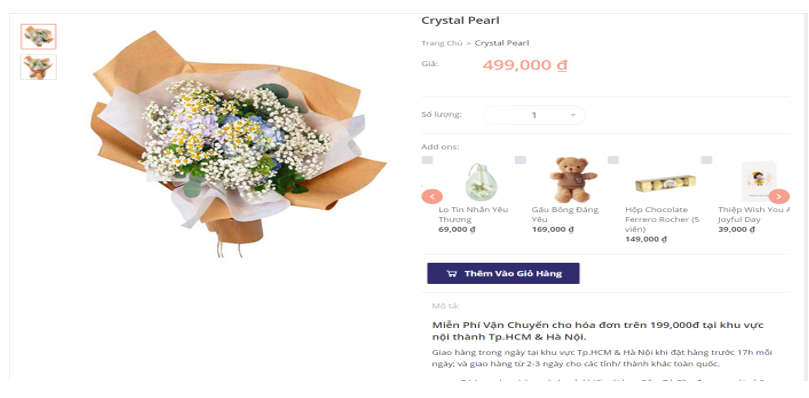 Crystal Pearl
Trang Chủ > Crystal Pearl
Giá: 499,000 ₫
Số lượng: 1 +
Add ons:
Lọ Tin Nhắn Yêu
Thương
69,000 ₫
Gấu Bông Đáng
Yêu
169,000 ₫
Hộp Chocolate
Ferrero Rocher (5
viên)
149,000 ₫
Thiệp Wish You A
Joyful Day
39,000 ₫
Thêm Vào Giỏ Hàng
Mô tả:
Miễn Phí Vận Chuyển cho hóa đơn trên 199,000đ tại khu vực
nội thành Tp.HCM & Hà Nội.
Giao hàng trong ngày tại khu vực Tp.HCM & Hà Nội khi đặt hàng trước 17h mỗi
ngày; và giao hàng từ 2-3 ngày cho các tỉnh/ thành khác toàn quốc.